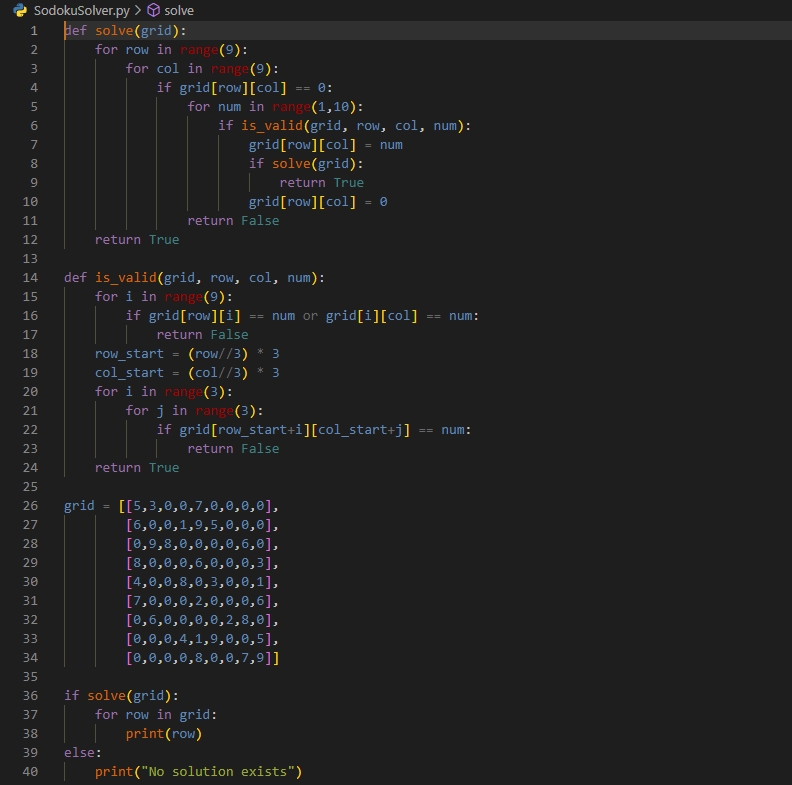 SodokuSolver.py > solve
1 def solve(grid):
2     for row in range(9):
3         for col in range(9):
4             if grid[row][col] == 0:
5                 for num in range(1,10):
6                     if is_valid(grid, row, col, num):
7                         grid[row][col] = num
8                         if solve(grid):
9                             return True
10                         grid[row][col] = 0
11                 return False
12     return True
13
14 def is_valid(grid, row, col, num):
15     for i in range(9):
16         if grid[row][i] == num or grid[i][col] == num:
17             return False
18     row_start = (row//3) * 3
19     col_start = (col//3) * 3
20     for i in range(3):
21         for j in range(3):
22             if grid[row_start+i][col_start+j] == num:
23                 return False
24     return True
25
26 grid = [[5,3,0,0,7,0,0,0,0],
27         [6,0,0,1,9,5,0,0,0],
28         [0,9,8,0,0,0,0,6,0],
29         [8,0,0,0,6,0,0,0,3],
30         [4,0,0,8,0,3,0,0,1],
31         [7,0,0,0,2,0,0,0,6],
32         [0,6,0,0,0,0,2,8,0],
33         [0,0,0,4,1,9,0,0,5],
34         [0,0,0,0,8,0,0,7,9]]
35
36 if solve(grid):
37     for row in grid:
38         print(row)
39 else:
40     print("No solution exists")